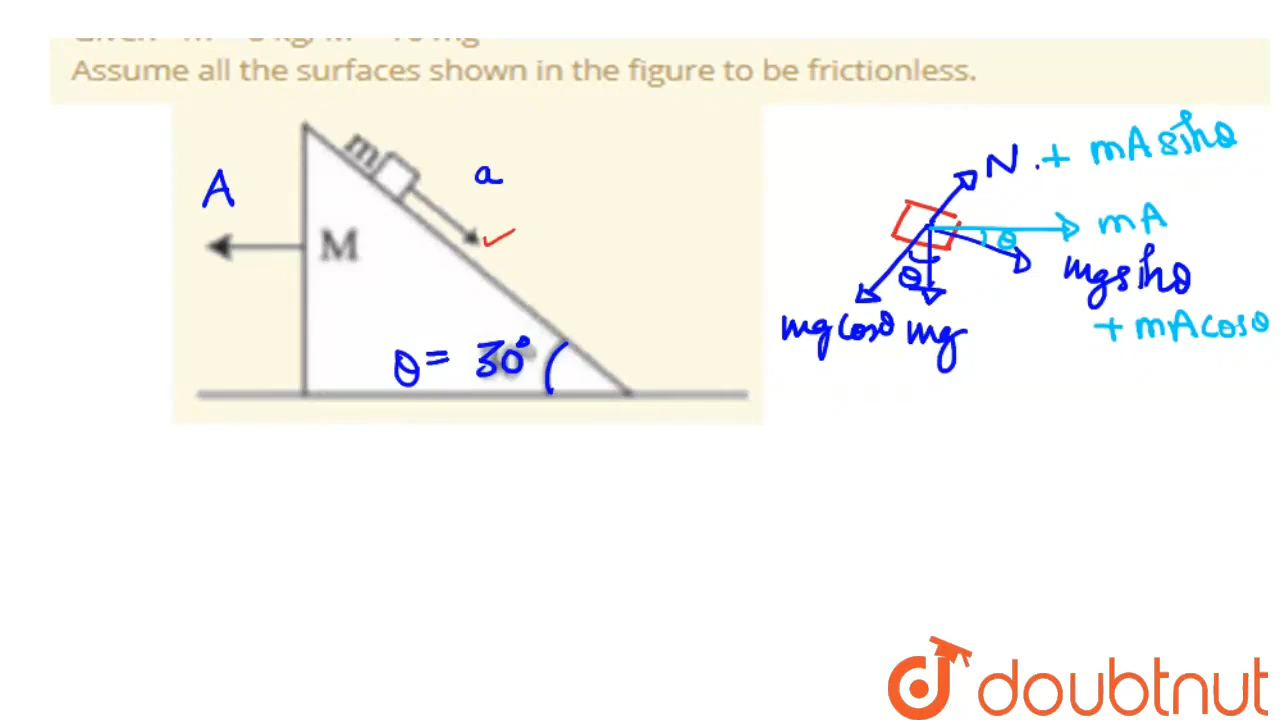 Assume all the surfaces shown in the figure to be frictionless.
m
a
A
M
θ = 30°
N + mA sinθ
mA
θ
mg sinθ
+ mA cosθ
θ
mg cosθ
mg
doubtnut